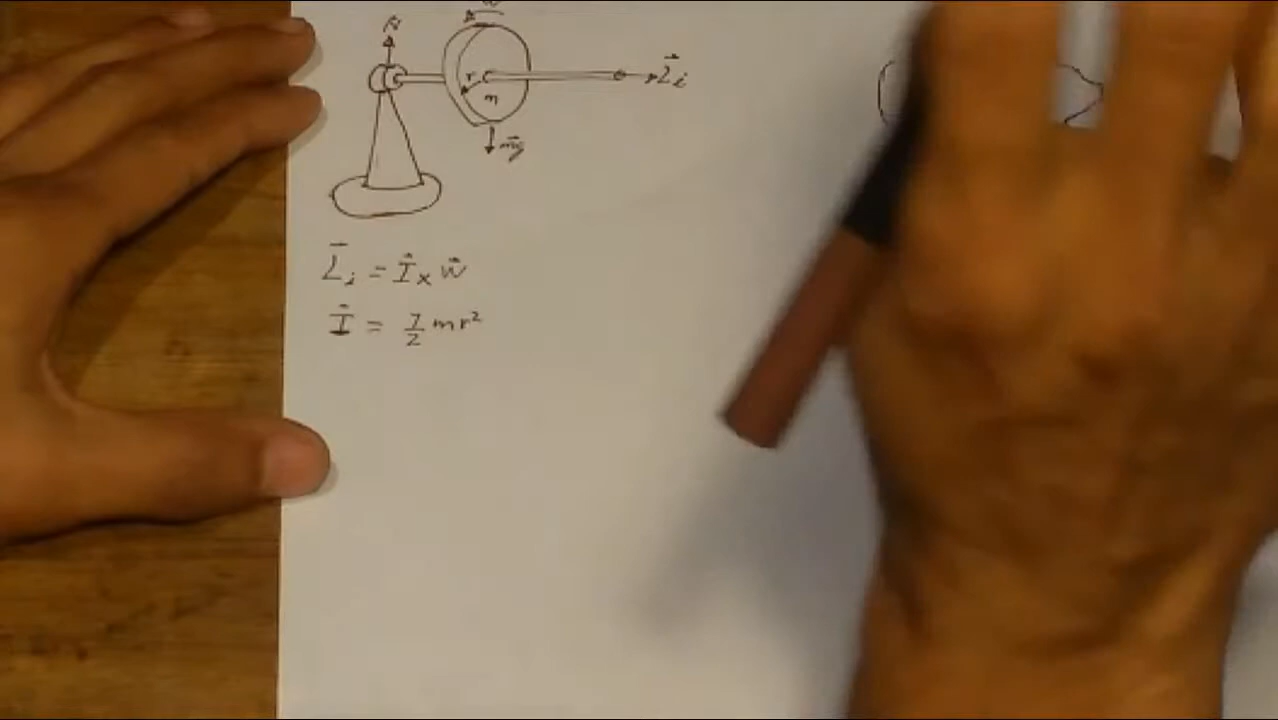 N
r
m
L⃗ᵢ
m⃗g
L⃗ᵢ = I⃗ × w⃗
I⃗ = 1/2 mr²